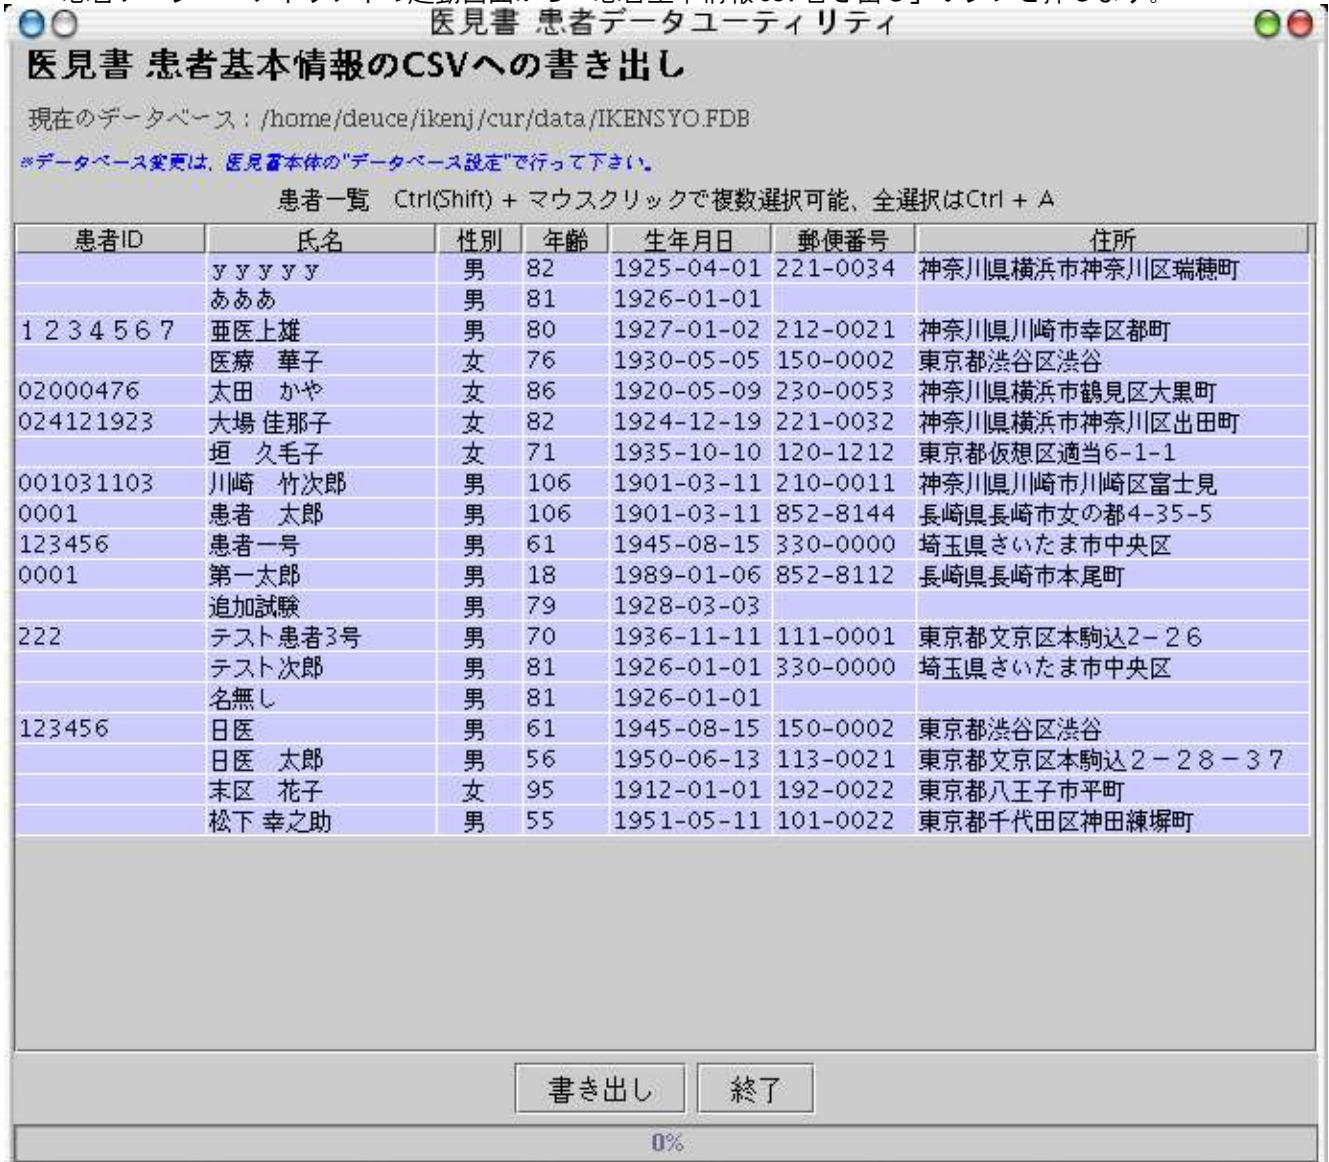 医見書 患者データユーティリティ
医見書 患者基本情報のCSVへの書き出し
現在のデータベース：/home/deuce/ikenj/cur/data/IKENSYO.FDB
※データベース変更は、医見書本体の"データベース設定"で行って下さい。
患者一覧　Ctrl(Shift) + マウスクリックで複数選択可能、全選択はCtrl + A
患者ID 氏名 性別 年齢 生年月日 郵便番号 住所
ｙｙｙｙｙ 男 82 1925-04-01 221-0034 神奈川県横浜市神奈川区瑞穂町
あああ 男 81 1926-01-01
１２３４５６７ 亜医上雄 男 80 1927-01-02 212-0021 神奈川県川崎市幸区都町
医療　華子 女 76 1930-05-05 150-0002 東京都渋谷区渋谷
02000476 太田　かや 女 86 1920-05-09 230-0053 神奈川県横浜市鶴見区大黒町
024121923 大場 佳那子 女 82 1924-12-19 221-0032 神奈川県横浜市神奈川区出田町
垣　久毛子 女 71 1935-10-10 120-1212 東京都仮想区適当6-1-1
001031103 川崎　竹次郎 男 106 1901-03-11 210-0011 神奈川県川崎市川崎区富士見
0001 患者　太郎 男 106 1901-03-11 852-8144 長崎県長崎市女の都4-35-5
123456 患者一号 男 61 1945-08-15 330-0000 埼玉県さいたま市中央区
0001 第一太郎 男 18 1989-01-06 852-8112 長崎県長崎市本尾町
追加試験 男 79 1928-03-03
222 テスト患者3号 男 70 1936-11-11 111-0001 東京都文京区本駒込2－２６
テスト次郎 男 81 1926-01-01 330-0000 埼玉県さいたま市中央区
名無し 男 81 1926-01-01
123456 日医 男 61 1945-08-15 150-0002 東京都渋谷区渋谷
日医　太郎 男 56 1950-06-13 113-0021 東京都文京区本駒込２－２８－３７
末区　花子 女 95 1912-01-01 192-0022 東京都八王子市平町
松下 幸之助 男 55 1951-05-11 101-0022 東京都千代田区神田練塀町
書き出し 終了
0%